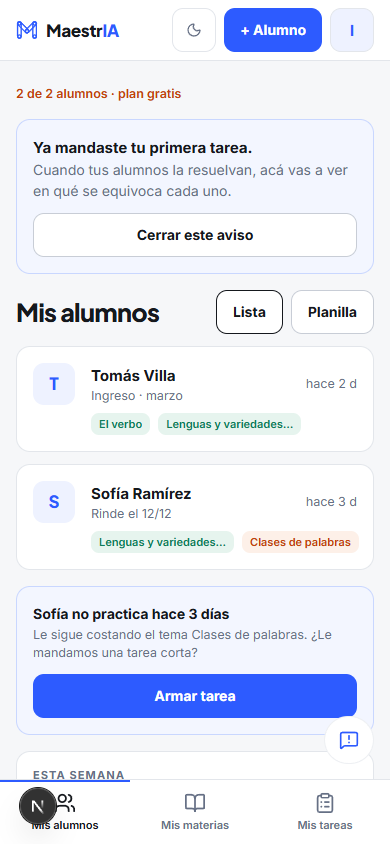 MaestrIA
+ Alumno
I
2 de 2 alumnos · plan gratis
Ya mandaste tu primera tarea.
Cuando tus alumnos la resuelvan, acá vas a ver
en qué se equivoca cada uno.
Cerrar este aviso
Mis alumnos
Lista
Planilla
T
Tomás Villa
Ingreso · marzo
hace 2 d
El verbo
Lenguas y variedades...
S
Sofía Ramírez
Rinde el 12/12
hace 3 d
Lenguas y variedades...
Clases de palabras
Sofía no practica hace 3 días
Le sigue costando el tema Clases de palabras. ¿Le
mandamos una tarea corta?
Armar tarea
ESTA SEMANA
N
Mis alumnos
Mis materias
Mis tareas